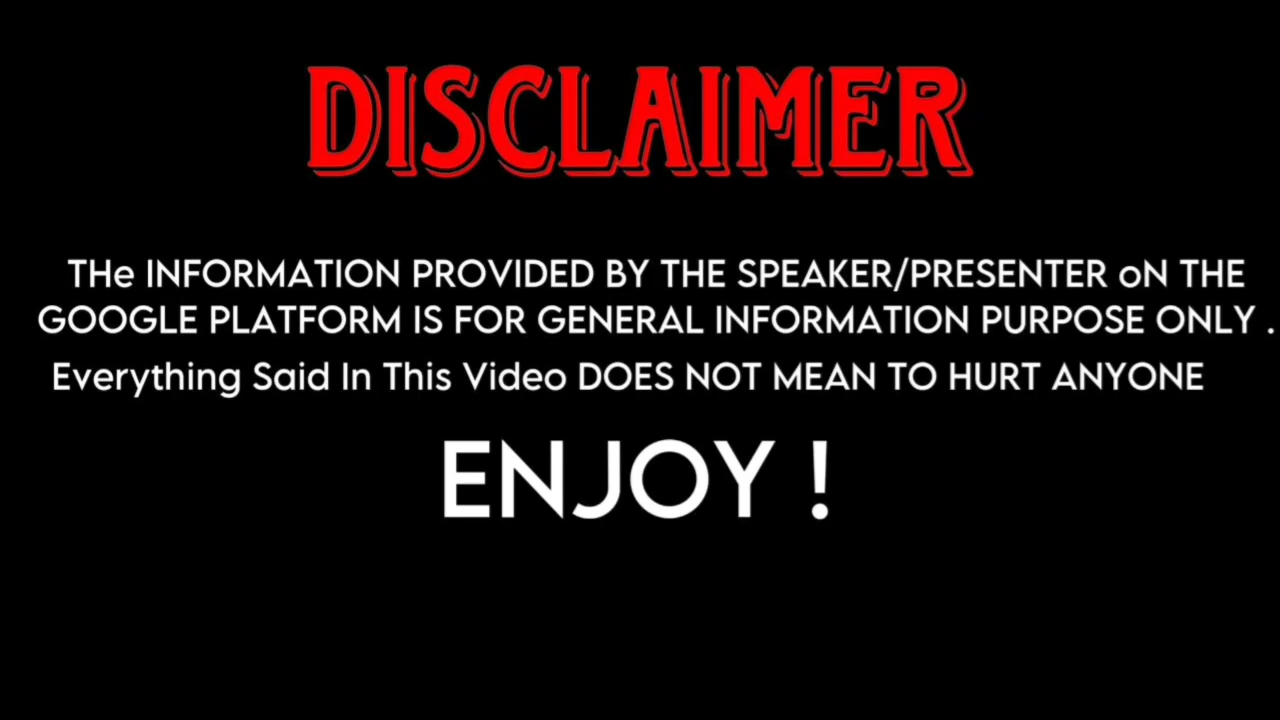 DISCLAIMER
THe INFORMATION PROVIDED BY THE SPEAKER/PRESENTER oN THE
GOOGLE PLATFORM IS FOR GENERAL INFORMATION PURPOSE ONLY .
Everything Said In This Video DOES NOT MEAN TO HURT ANYONE
ENJOY !